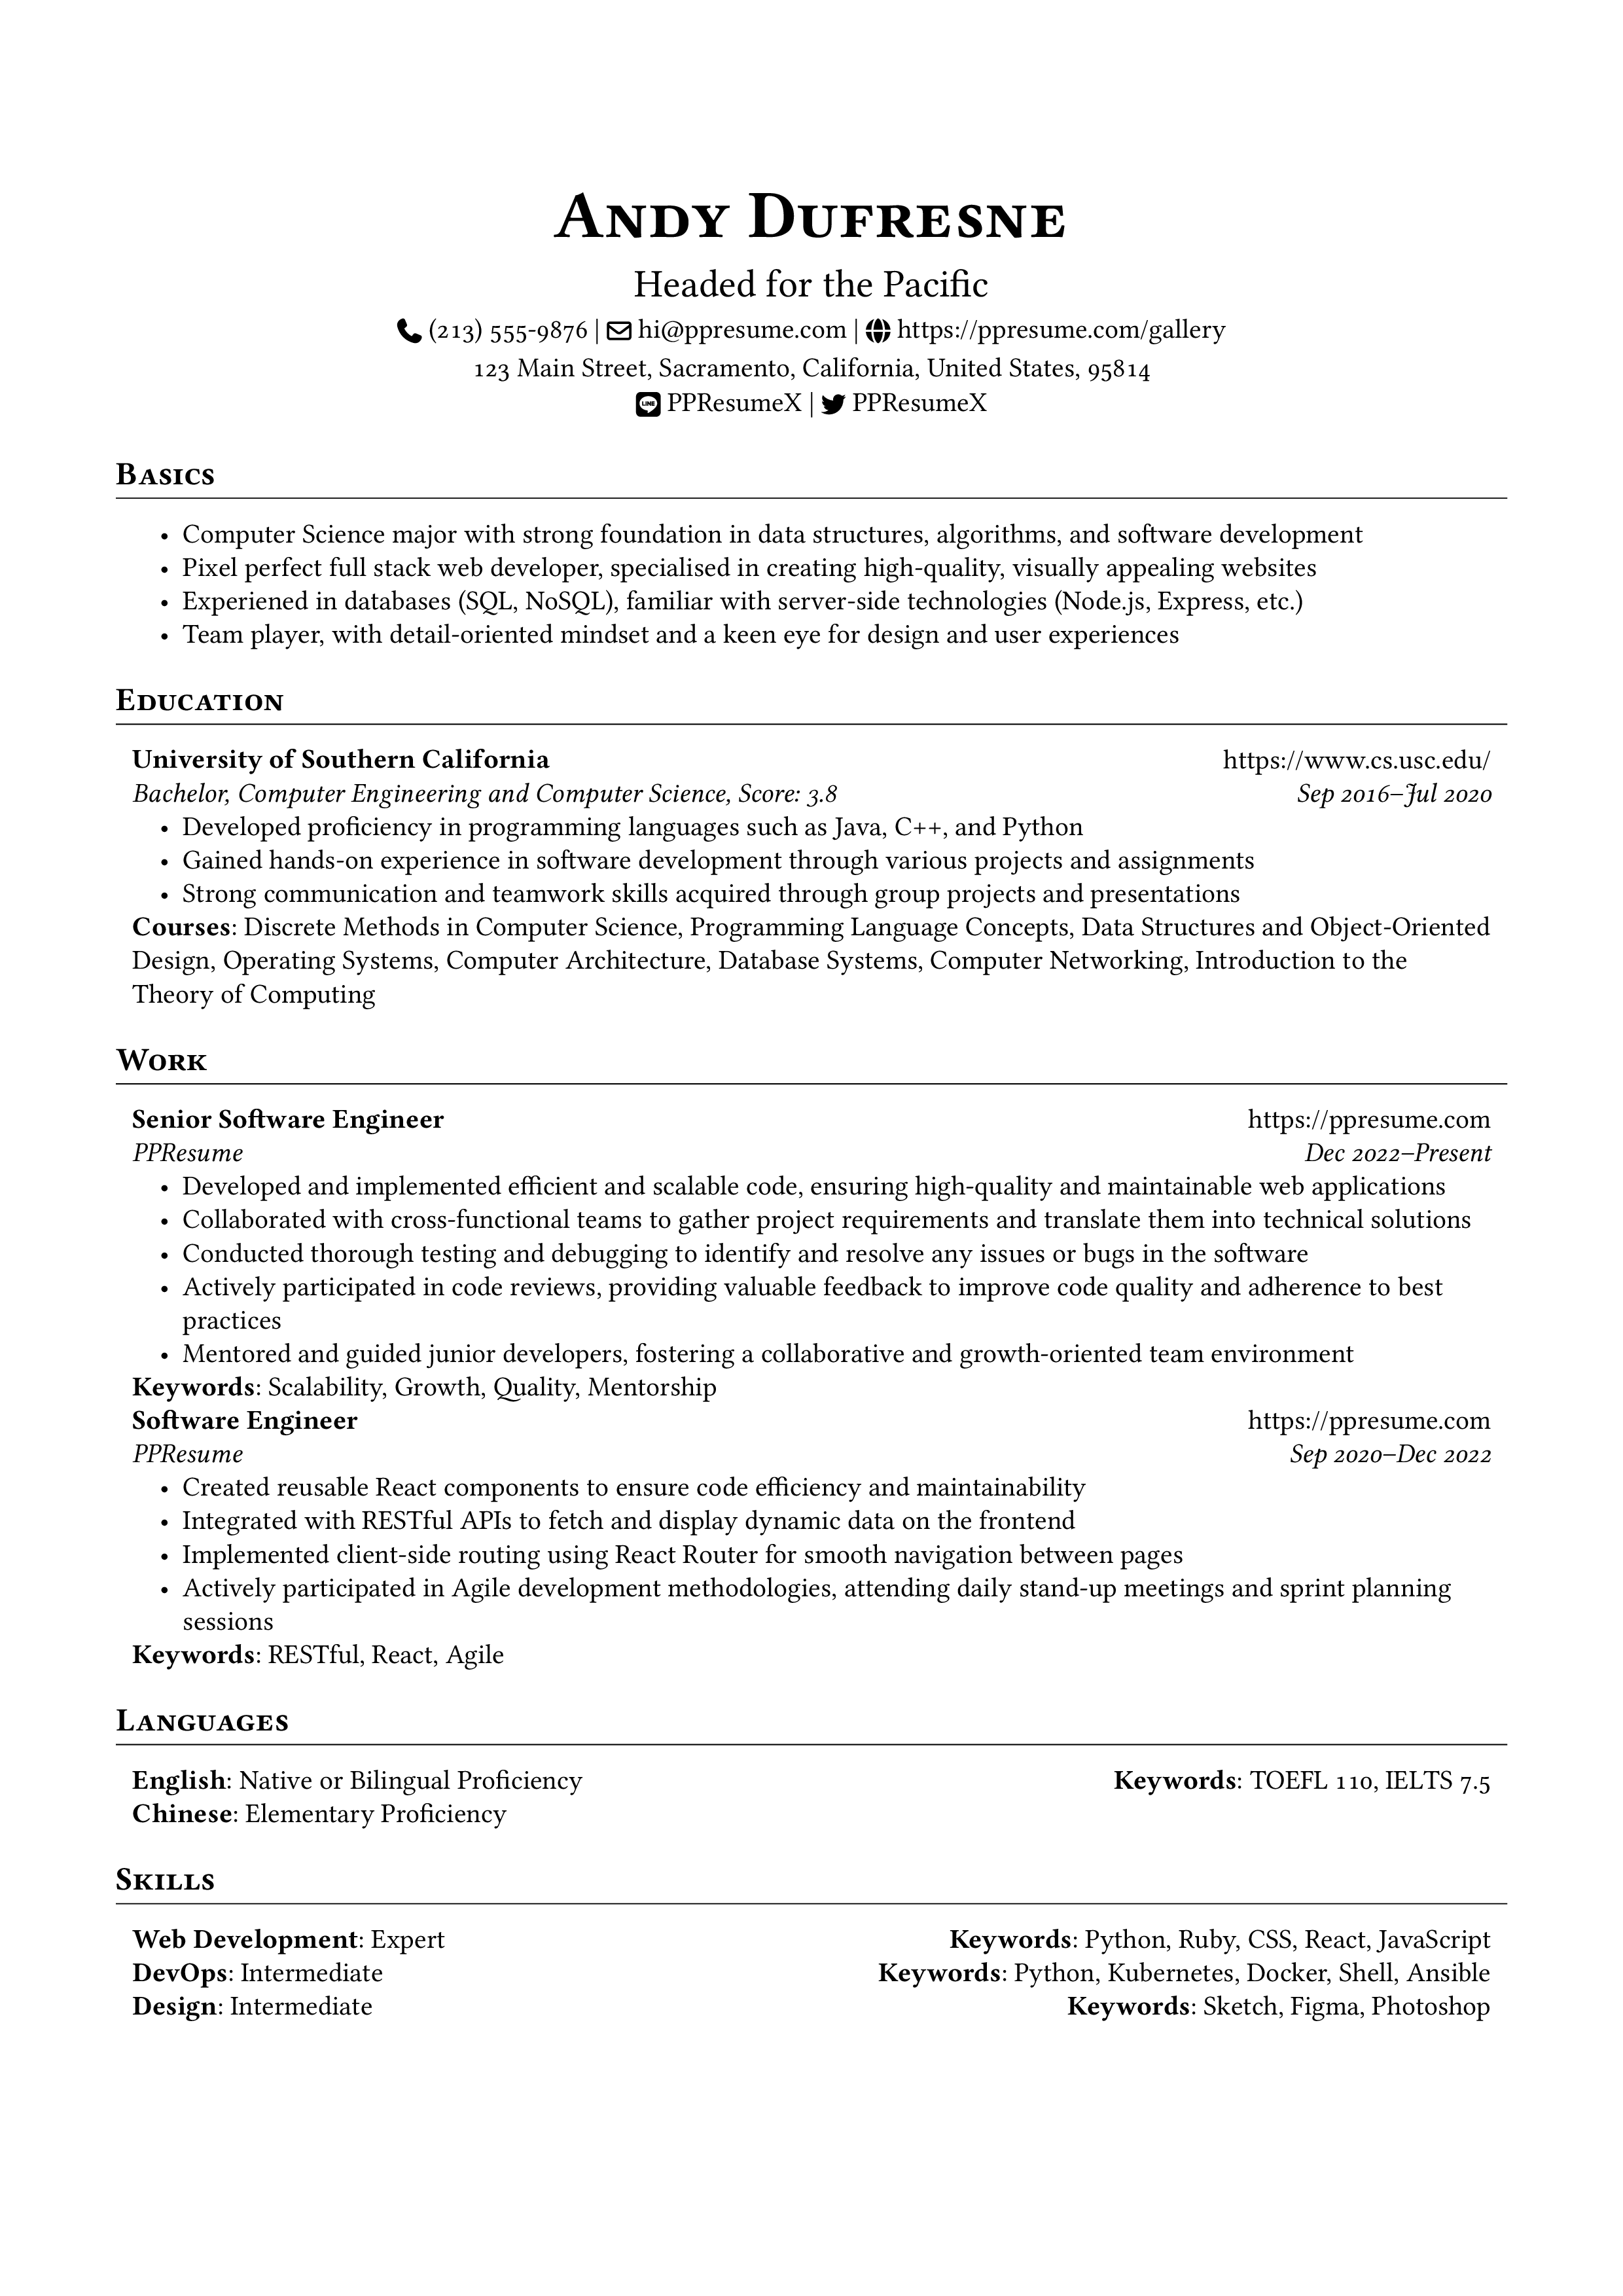 Andy Dufresne
Headed for the Pacific
(213) 555-9876 | hi@ppresume.com | https://ppresume.com/gallery
123 Main Street, Sacramento, California, United States, 95814
LINE PPResumeX | PPResumeX
Basics
• Computer Science major with strong foundation in data structures, algorithms, and software development
• Pixel perfect full stack web developer, specialised in creating high-quality, visually appealing websites
• Experiened in databases (SQL, NoSQL), familiar with server-side technologies (Node.js, Express, etc.)
• Team player, with detail-oriented mindset and a keen eye for design and user experiences
Education
University of Southern California https://www.cs.usc.edu/
Bachelor, Computer Engineering and Computer Science, Score: 3.8 Sep 2016–Jul 2020
• Developed proficiency in programming languages such as Java, C++, and Python
• Gained hands-on experience in software development through various projects and assignments
• Strong communication and teamwork skills acquired through group projects and presentations
Courses: Discrete Methods in Computer Science, Programming Language Concepts, Data Structures and Object-Oriented
Design, Operating Systems, Computer Architecture, Database Systems, Computer Networking, Introduction to the
Theory of Computing
Work
Senior Software Engineer https://ppresume.com
PPResume Dec 2022–Present
• Developed and implemented efficient and scalable code, ensuring high-quality and maintainable web applications
• Collaborated with cross-functional teams to gather project requirements and translate them into technical solutions
• Conducted thorough testing and debugging to identify and resolve any issues or bugs in the software
• Actively participated in code reviews, providing valuable feedback to improve code quality and adherence to best
practices
• Mentored and guided junior developers, fostering a collaborative and growth-oriented team environment
Keywords: Scalability, Growth, Quality, Mentorship
Software Engineer https://ppresume.com
PPResume Sep 2020–Dec 2022
• Created reusable React components to ensure code efficiency and maintainability
• Integrated with RESTful APIs to fetch and display dynamic data on the frontend
• Implemented client-side routing using React Router for smooth navigation between pages
• Actively participated in Agile development methodologies, attending daily stand-up meetings and sprint planning
sessions
Keywords: RESTful, React, Agile
Languages
English: Native or Bilingual Proficiency Keywords: TOEFL 110, IELTS 7.5
Chinese: Elementary Proficiency
Skills
Web Development: Expert Keywords: Python, Ruby, CSS, React, JavaScript
DevOps: Intermediate Keywords: Python, Kubernetes, Docker, Shell, Ansible
Design: Intermediate Keywords: Sketch, Figma, Photoshop